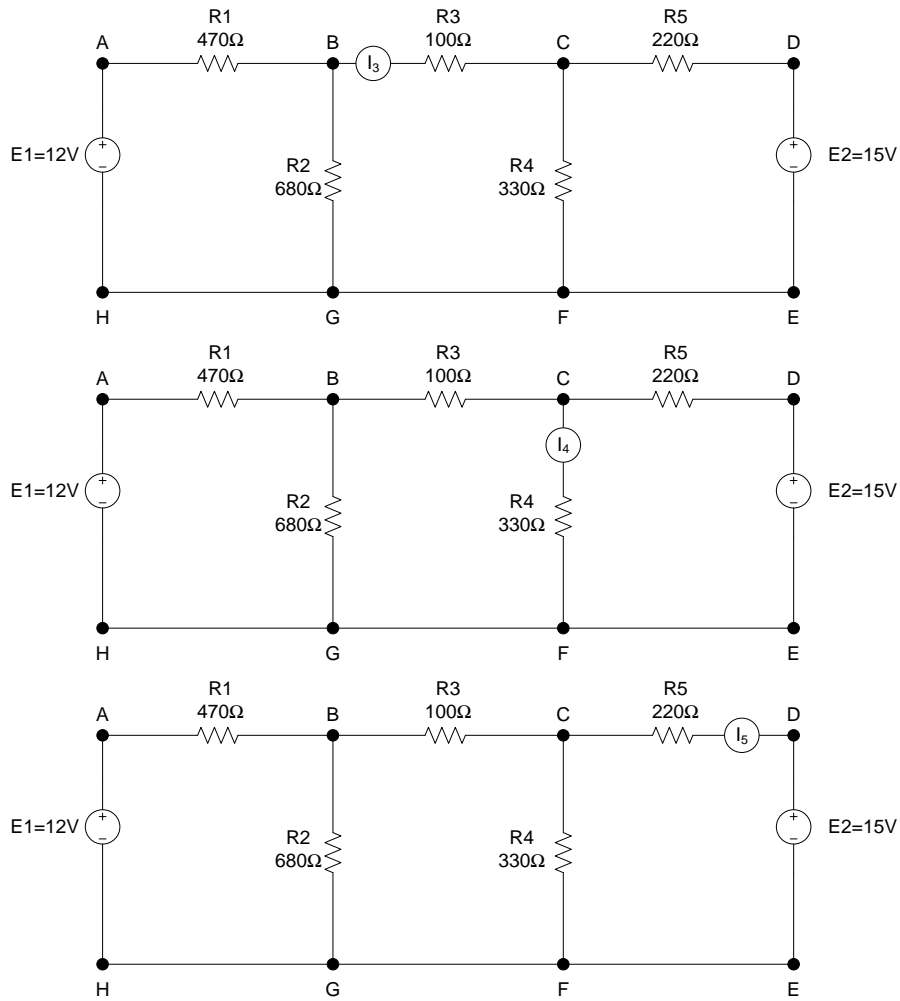 R1 R3 R5
470Ω 100Ω 220Ω
A B C D
I₃
+ +
E1=12V R2 R4 E2=15V
− −
680Ω 330Ω
H G F E
R1 R3 R5
470Ω 100Ω 220Ω
A B C D
I₄
+ +
E1=12V R2 R4 E2=15V
− −
680Ω 330Ω
H G F E
R1 R3 R5
470Ω 100Ω 220Ω
A B C D
I₅
+ +
E1=12V R2 R4 E2=15V
− −
680Ω 330Ω
H G F E